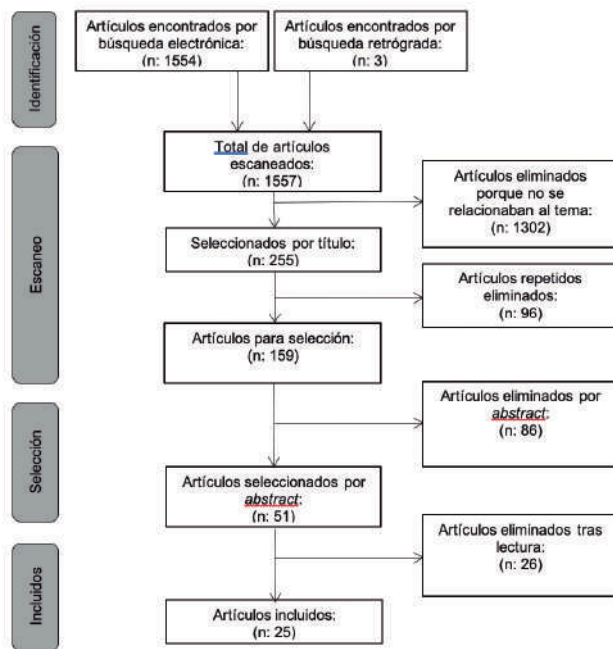 Identificación
Artículos encontrados por
búsqueda electrónica:
(n: 1554)
Artículos encontrados por
búsqueda retrógrada:
(n: 3)
Escaneo
Total de artículos
escaneados:
(n: 1557)
Artículos eliminados
porque no se
relacionaban al tema:
(n: 1302)
Seleccionados por título:
(n: 255)
Artículos repetidos
eliminados:
(n: 96)
Artículos para selección:
(n: 159)
Selección
Artículos eliminados por
abstract:
(n: 86)
Artículos seleccionados por
abstract:
(n: 51)
Incluidos
Artículos eliminados tras
lectura:
(n: 26)
Artículos incluidos:
(n: 25)